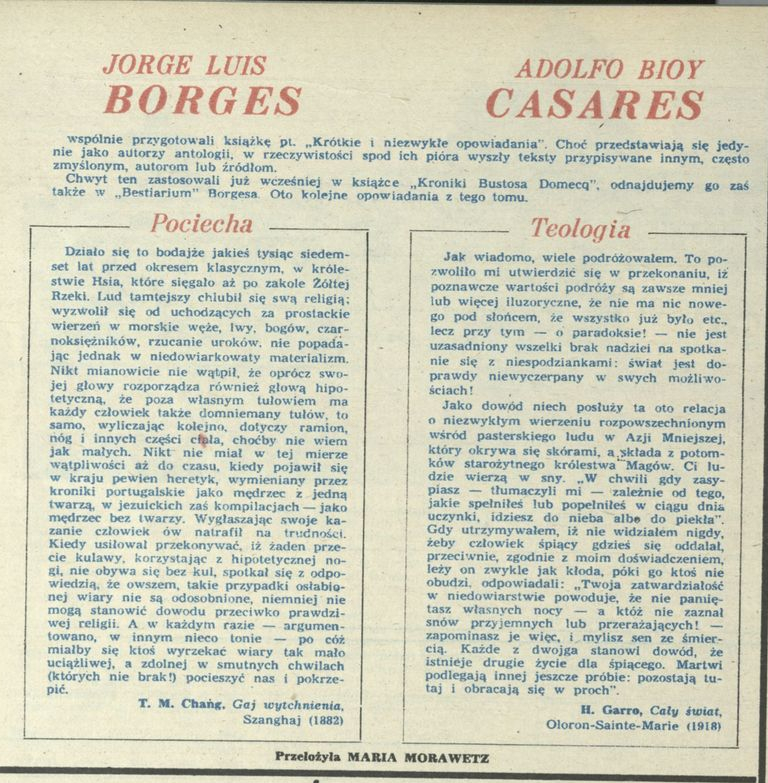 JORGE LUIS
BORGES
ADOLFO BIOY
CASARES
wspólnie przygotowali książkę pt. „Krótkie i niezwykłe opowiadania”. Choć przedstawiają się jedy-
nie jako autorzy antologii, w rzeczywistości spod ich pióra wyszły teksty przypisywane innym, często
zmyślonym, autorom lub źródłom.
Chwyt ten zastosowali już wcześniej w książce „Kroniki Bustosa Domecq”, odnajdujemy go zaś
także w „Bestiarium” Borgesa. Oto kolejne opowiadania z tego tomu.
Pociecha
Działo się to bodajże jakieś tysiąc siedem-
set lat przed okresem klasycznym, w króle-
stwie Hsia, które sięgało aż po zakole Żółtej
Rzeki. Lud tamtejszy chlubił się swą religią;
wyzwolił się od uchodzących za prostackie
wierzeń w morskie węże, lwy, bogów, czar-
noksiężników, rzucanie uroków, nie popada-
jąc jednak w niedowiarkowaty materializm.
Nikt mianowicie nie wątpił, że oprócz swo-
jej głowy rozporządza również głową hipo-
tetyczną, że poza własnym tułowiem ma
każdy człowiek także domniemany tułów, to
samo, wyliczając kolejno, dotyczy ramion,
nóg i innych części ciała, choćby nie wiem
jak małych. Nikt nie miał w tej mierze
wątpliwości aż do czasu, kiedy pojawił się
w kraju pewien heretyk, wymieniany przez
kroniki portugalskie jako mędrzec z jedną
twarzą, w jezuickich zaś kompilacjach — jako
mędrzec bez twarzy. Wygłaszając swoje ka-
zanie człowiek ów natrafił na trudności.
Kiedy usiłował przekonywać, iż żaden prze-
cie kulawy, korzystając z hipotetycznej no-
gi, nie obywa się bez kul, spotkał się z odpo-
wiedzią, że owszem, takie przypadki osłabio-
nej wiary nie są odosobnione, niemniej nie
mogą stanowić dowodu przeciwko prawdzi-
wej religii. A w każdym razie — argumen-
towano, w innym nieco tonie — po cóż
miałby się ktoś wyrzekać wiary tak mało
uciążliwej, a zdolnej w smutnych chwilach
(których nie brak!) pocieszyć nas i pokrze-
pić.
T. M. Chang, Gaj wytchnienia,
Szanghaj (1882)
Teologia
Jak wiadomo, wiele podróżowałem. To po-
zwoliło mi utwierdzić się w przekonaniu, iż
poznawcze wartości podróży są zawsze mniej
lub więcej iluzoryczne, że nie ma nic nowe-
go pod słońcem, że wszystko już było etc.,
lecz przy tym — o paradoksie! — nie jest
uzasadniony wszelki brak nadziei na spotka-
nie się z niespodziankami: świat jest do-
prawdy niewyczerpany w swych możliwo-
ściach!
Jako dowód niech posłuży ta oto relacja
o niezwykłym wierzeniu rozpowszechnionym
wśród pasterskiego ludu w Azji Mniejszej,
który okrywa się skórami, a składa z potom-
ków starożytnego królestwa Magów. Ci lu-
dzie wierzą w sny. „W chwili gdy zasy-
piasz — tłumaczyli mi — zależnie od tego,
jakie spełniłeś lub popełniłeś w ciągu dnia
uczynki, idziesz do nieba albo do piekła”.
Gdy utrzymywałem, iż nie widziałem nigdy,
żeby człowiek śpiący gdzieś się oddalał,
przeciwnie, zgodnie z moim doświadczeniem,
leży on zwykle jak kłoda, póki go ktoś nie
obudzi, odpowiadali: „Twoja zatwardziałość
w niedowiarstwie powoduje, że nie pamię-
tasz własnych nocy — a któż nie zaznał
snów przyjemnych lub przerażających! —
zapominasz je więc, i mylisz sen ze śmier-
cią. Każde z dwojga stanowi dowód, że
istnieje drugie życie dla śpiącego. Martwi
podlegają innej jeszcze próbie: pozostają tu-
taj i obracają się w proch”.
H. Garro, Cały świat,
Oloron-Sainte-Marie (1918)
Przełożyła MARIA MORAWETZ